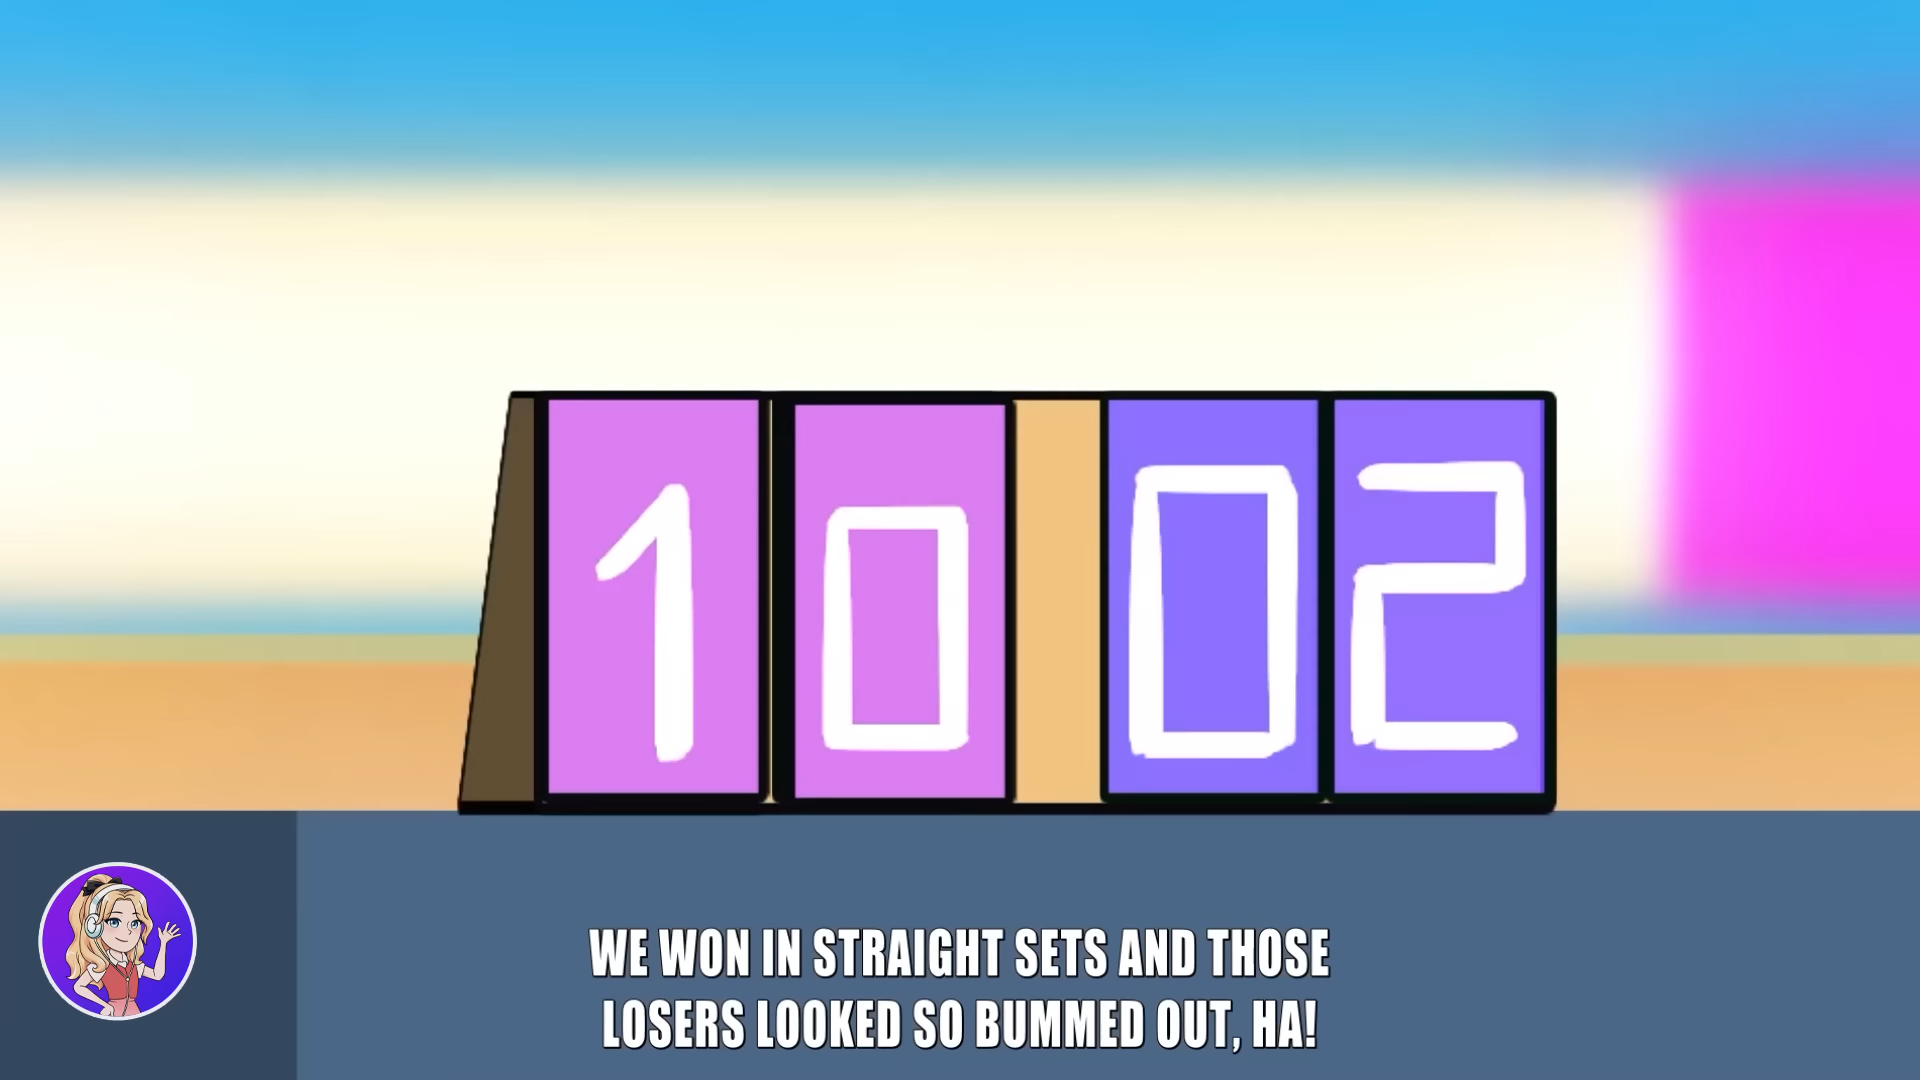 10 02
WE WON IN STRAIGHT SETS AND THOSE
LOSERS LOOKED SO BUMMED OUT, HA!